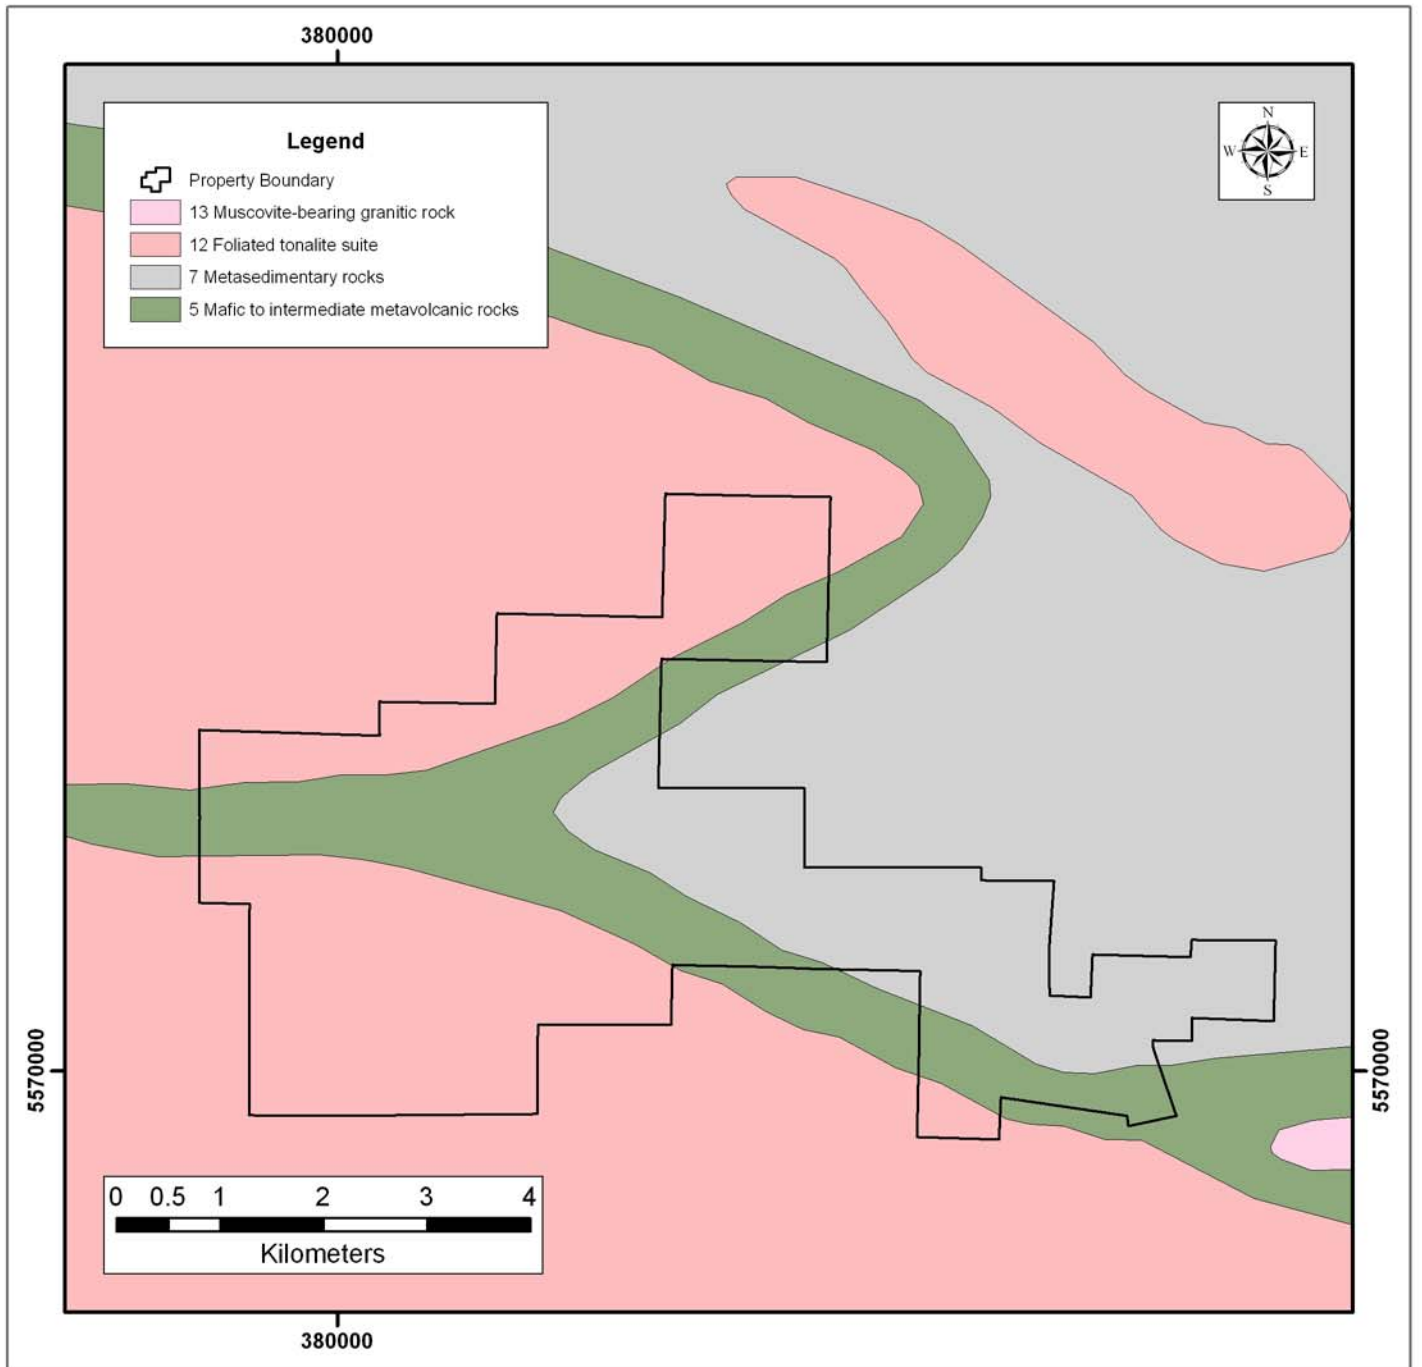 380000
Legend
Property Boundary
13 Muscovite-bearing granitic rock
12 Foliated tonalite suite
7 Metasedimentary rocks
5 Mafic to intermediate metavolcanic rocks
N
W E
S
5570000
5570000
0 0.5 1 2 3 4
Kilometers
380000